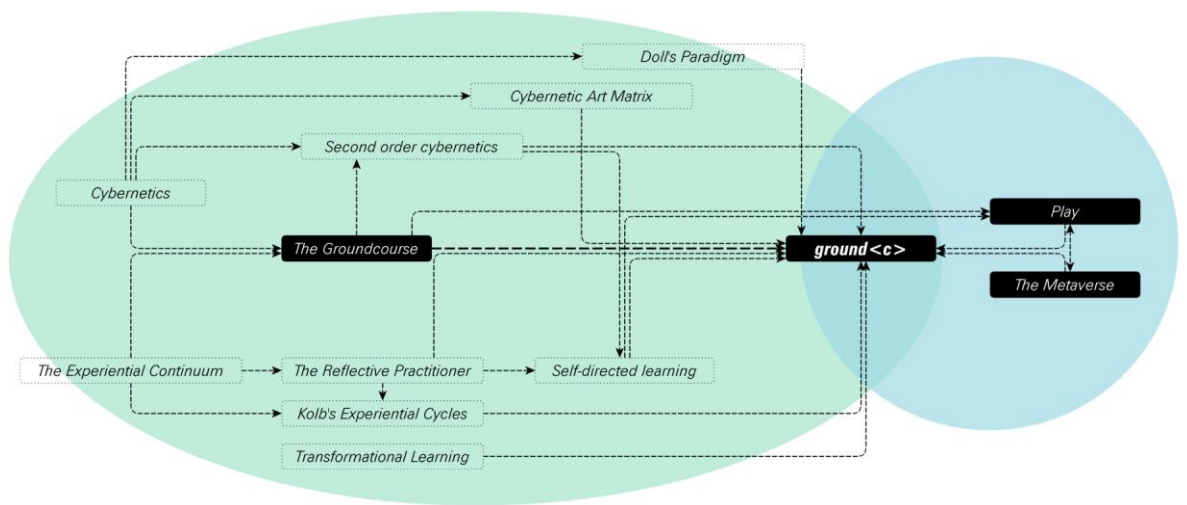 Doll's Paradigm
Cybernetic Art Matrix
Second order cybernetics
Cybernetics
Play
The Groundcourse
ground<c>
The Metaverse
The Experiential Continuum
The Reflective Practitioner
Self-directed learning
Kolb's Experiential Cycles
Transformational Learning